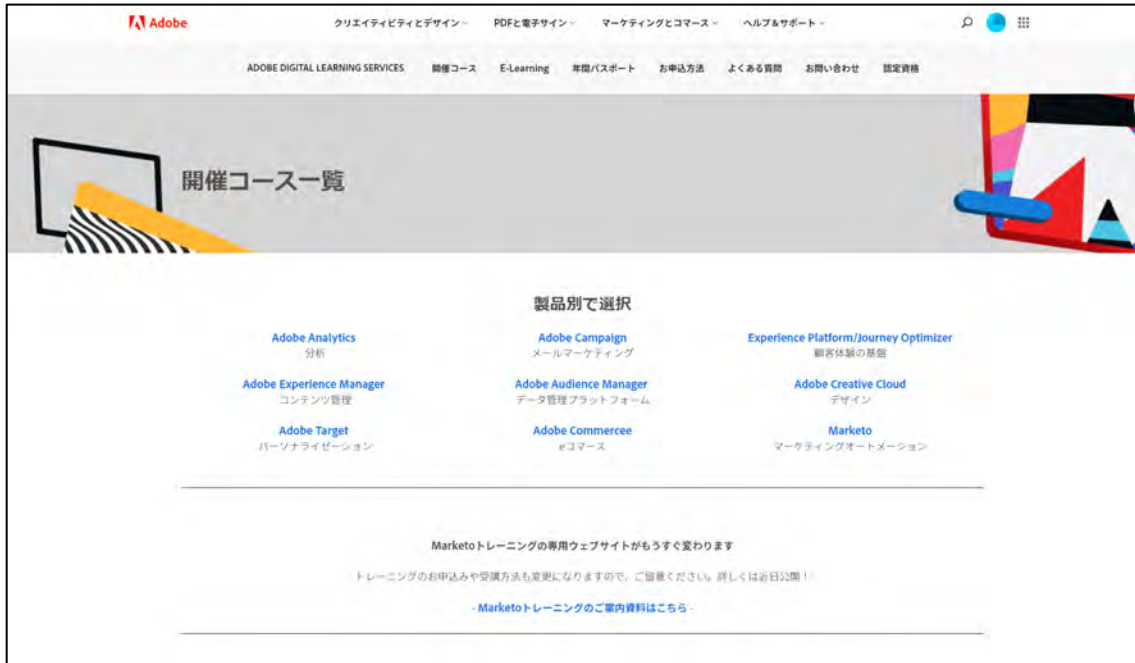 Adobe
クリエイティビティとデザイン PDFと電子サイン マーケティングとコマース ヘルプ&サポート
ADOBE DIGITAL LEARNING SERVICES 開催コース E-Learning 年間パスポート お申込方法 よくある質問 お問い合わせ 認定資格
開催コース一覧
製品別で選択
Adobe Analytics Adobe Campaign Experience Platform/Journey Optimizer
分析 メールマーケティング 顧客体験の基盤
Adobe Experience Manager Adobe Audience Manager Adobe Creative Cloud
コンテンツ管理 データ管理プラットフォーム デザイン
Adobe Target Adobe Commercee Marketo
パーソナライゼーション eコマース マーケティングオートメーション
Marketoトレーニングの専用ウェブサイトがもうすぐ変わります
トレーニングのお申込みや受講方法も変更になりますので、ご留意ください。詳しくは近日公開！
- Marketoトレーニングのご案内資料はこちら -